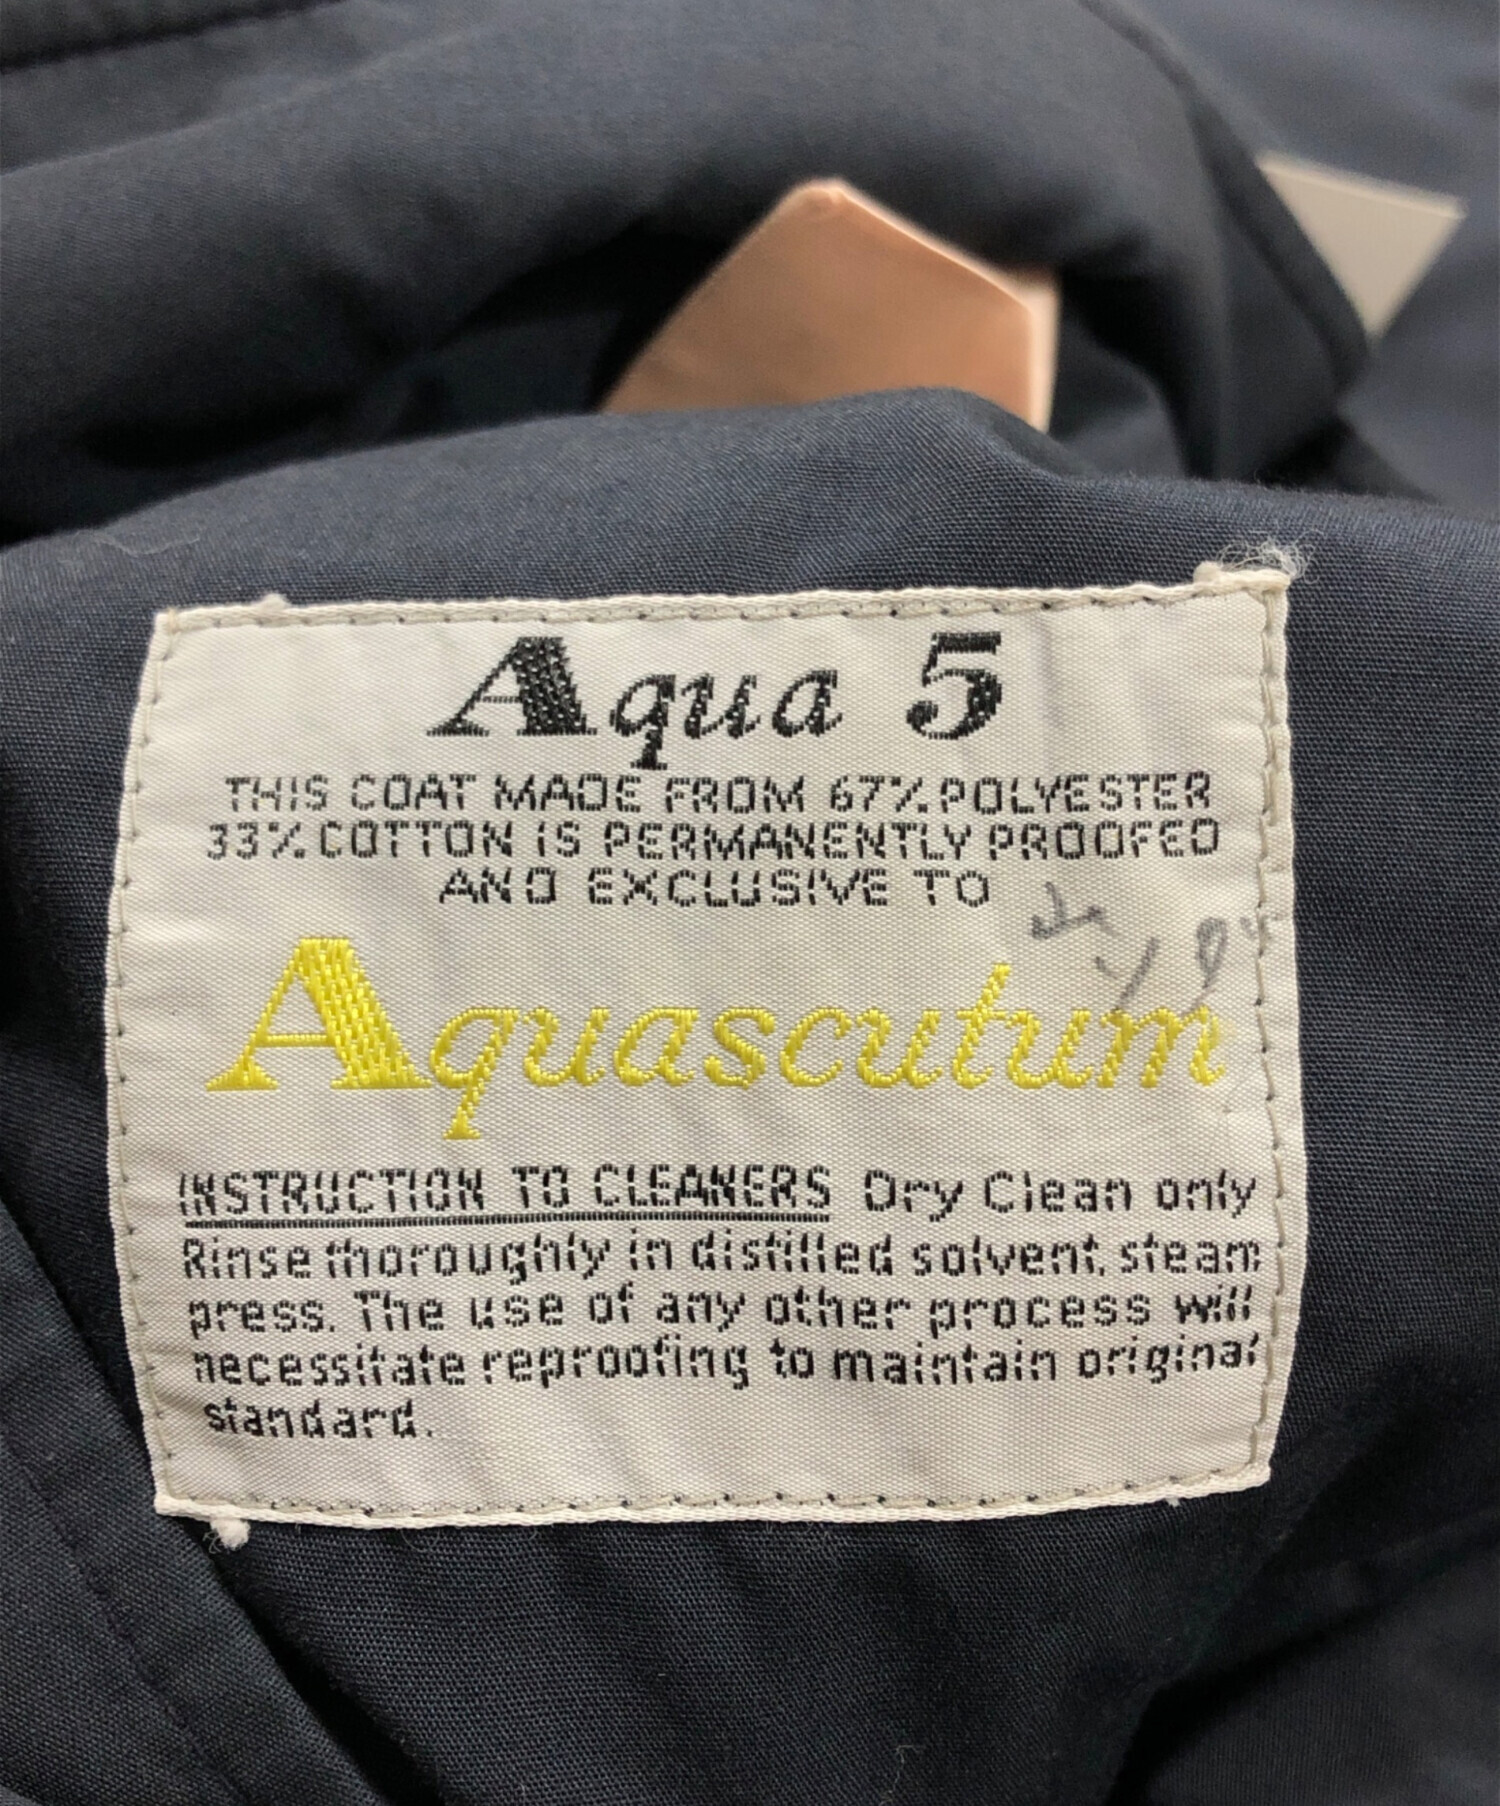 Aqua 5
THIS COAT MADE FROM 67% POLYESTER
33% COTTON IS PERMANENTLY PROOFED
AND EXCLUSIVE TO
Aquascutum
INSTRUCTION TO CLEANERS Dry Clean only
Rinse thoroughly in distilled solvent, steam
press. The use of any other process will
necessitate reproofing to maintain original
standard.